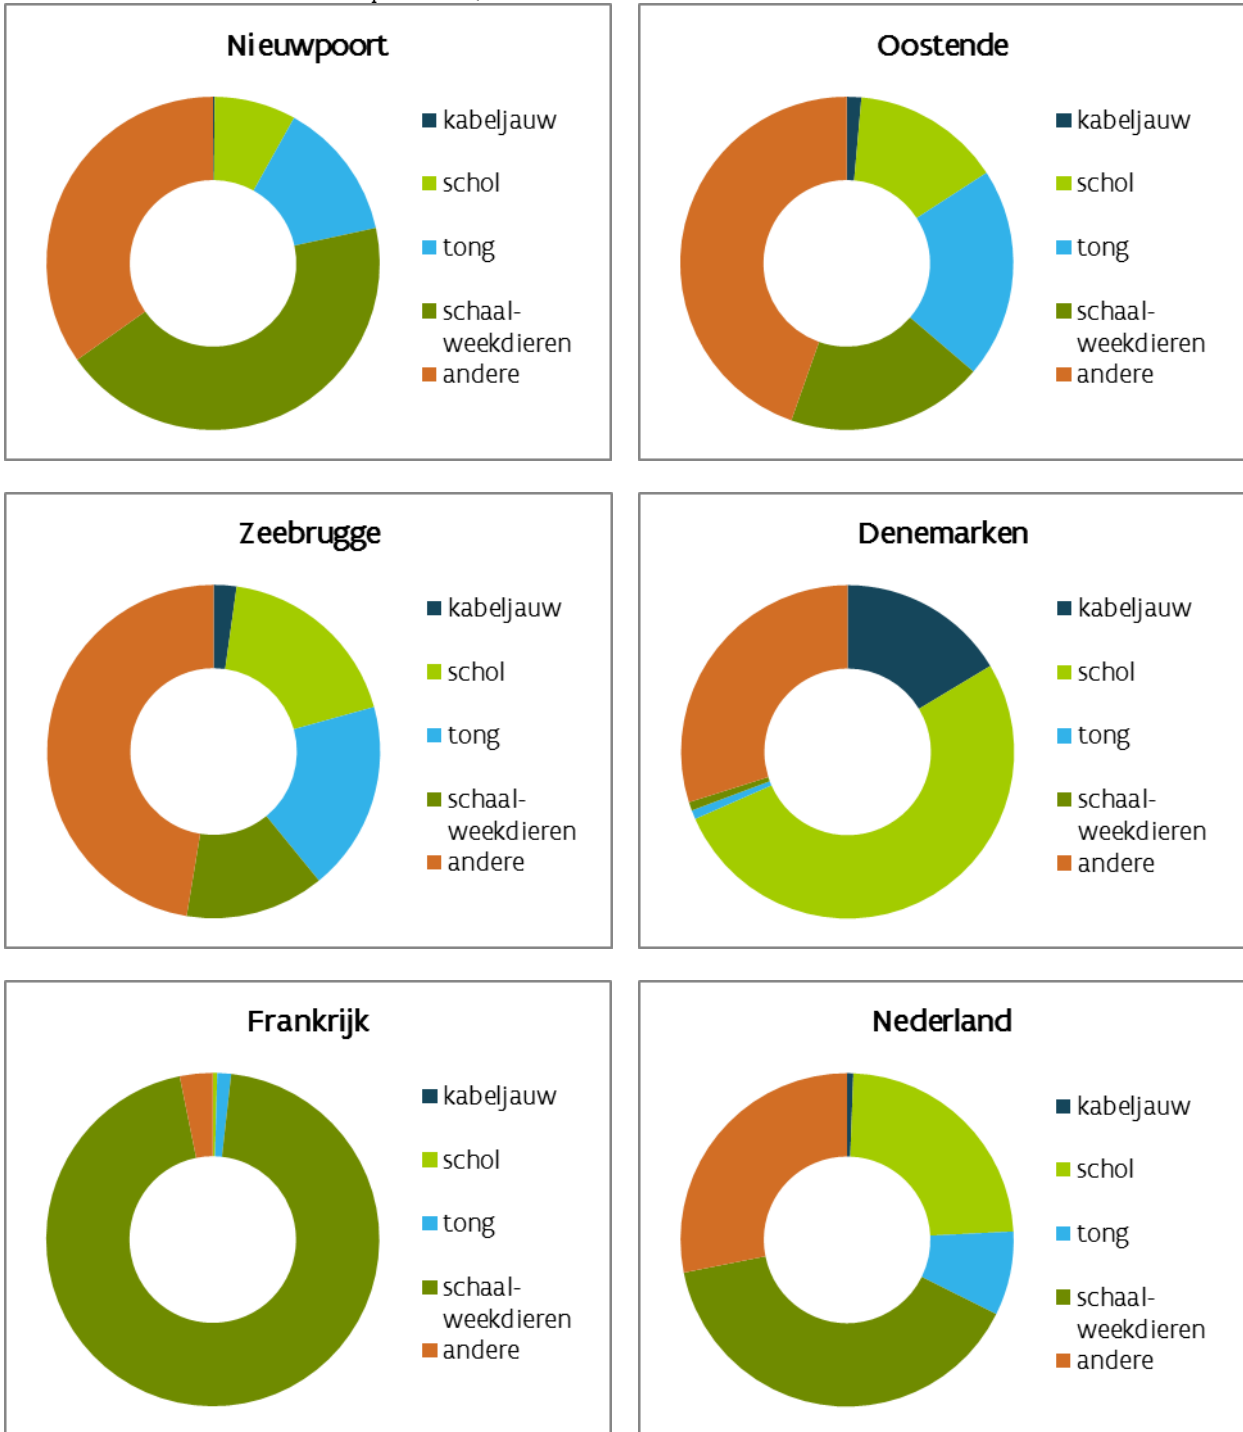 Nieuwpoort
kabeljauw
schol
tong
schaal-
weekdieren
andere
Oostende
kabeljauw
schol
tong
schaal-
weekdieren
andere
Zeebrugge
kabeljauw
schol
tong
schaal-
weekdieren
andere
Denemarken
kabeljauw
schol
tong
schaal-
weekdieren
andere
Frankrijk
kabeljauw
schol
tong
schaal-
weekdieren
andere
Nederland
kabeljauw
schol
tong
schaal-
weekdieren
andere